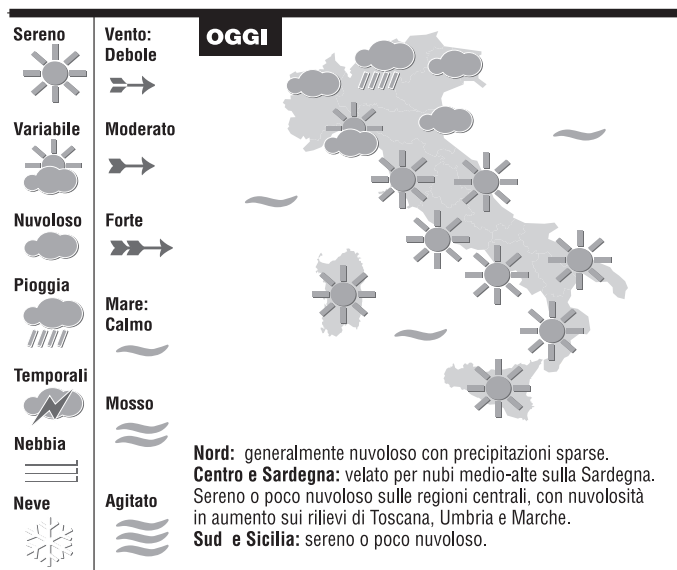 Sereno
Variabile
Nuvoloso
Pioggia
Temporali
Nebbia
Neve
Vento:
Debole
Moderato
Forte
Mare:
Calmo
Mosso
Agitato
OGGI
Nord: generalmente nuvoloso con precipitazioni sparse.
Centro e Sardegna: velato per nubi medio-alte sulla Sardegna.
Sereno o poco nuvoloso sulle regioni centrali, con nuvolosità
in aumento sui rilievi di Toscana, Umbria e Marche.
Sud e Sicilia: sereno o poco nuvoloso.